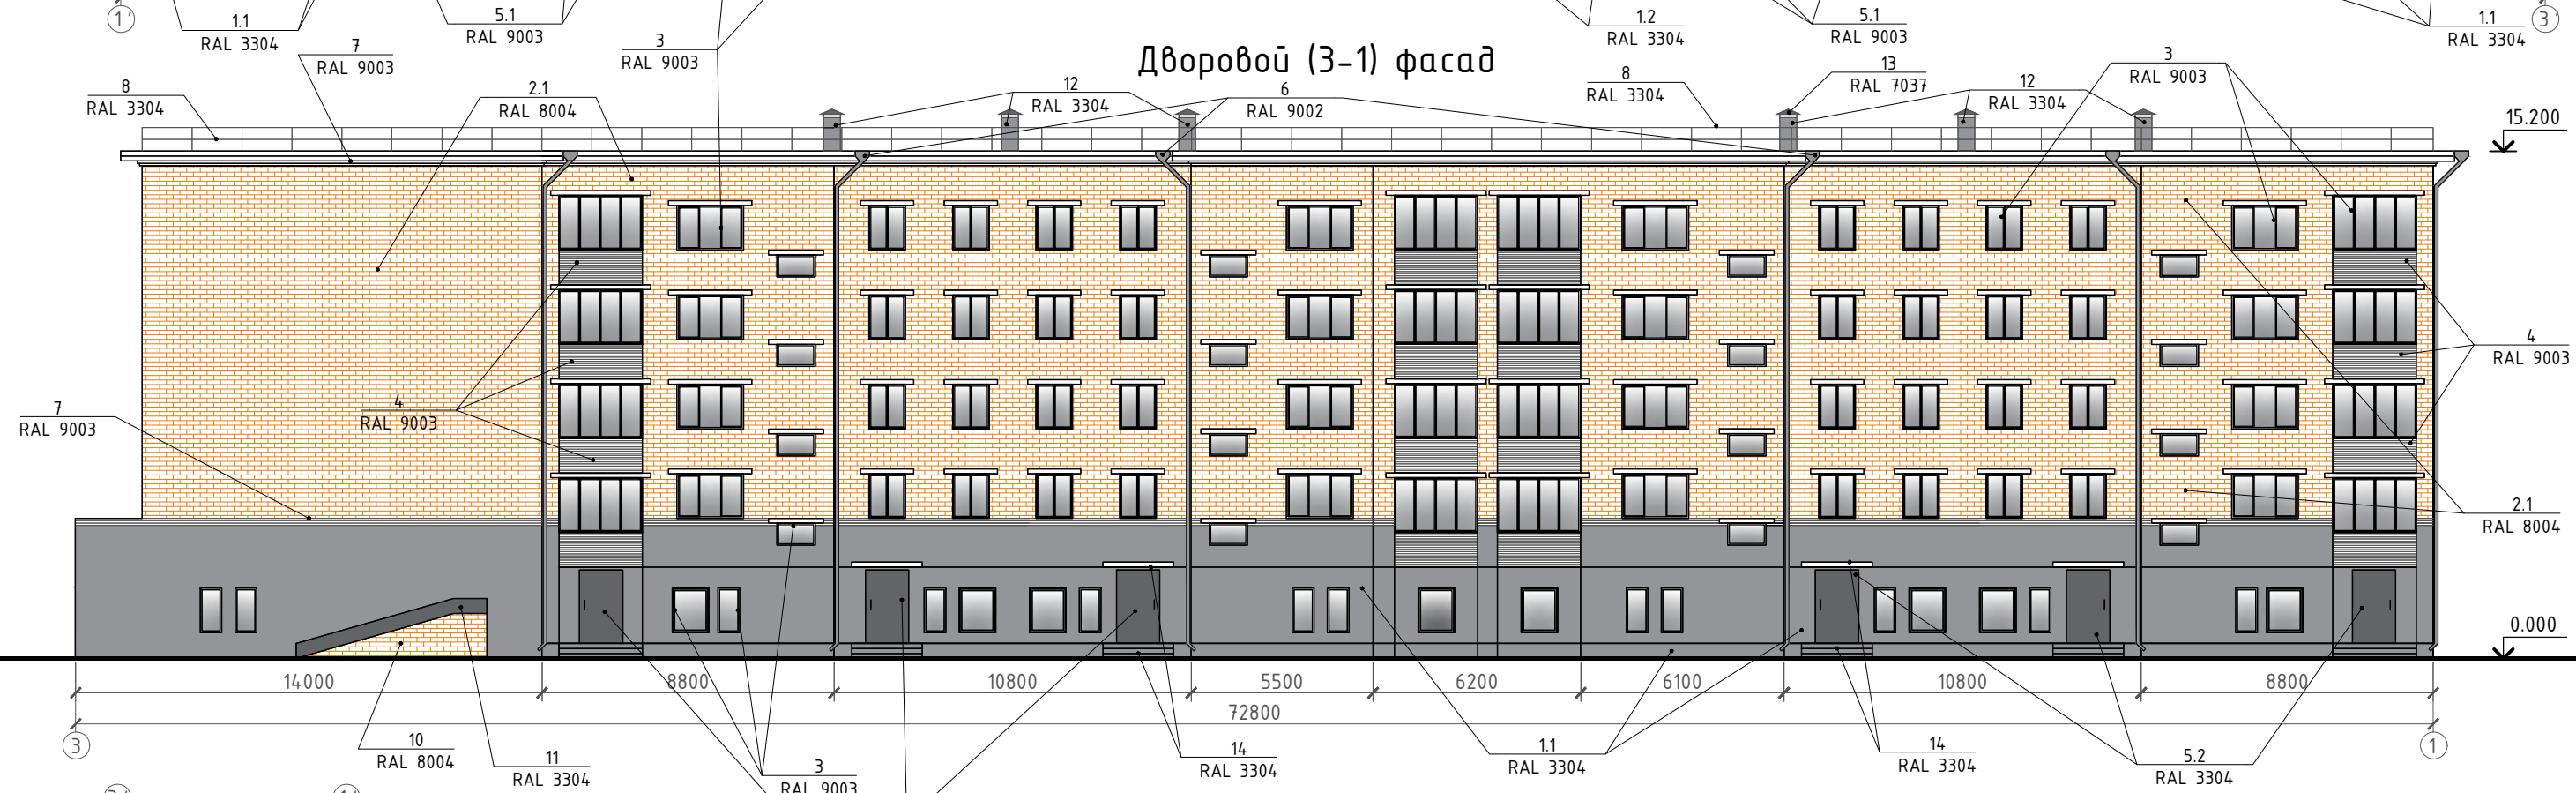 1'
1.1
RAL 3304
5.1
RAL 9003
3
RAL 9003
1.2
RAL 3304
5.1
RAL 9003
1.1
RAL 3304
3'
7
RAL 9003
Дворовой (3-1) фасад
8
RAL 3304
2.1
RAL 8004
12
RAL 3304
6
RAL 9002
8
RAL 3304
13
RAL 7037
12
RAL 3304
3
RAL 9003
15.200
7
RAL 9003
4
RAL 9003
4
RAL 9003
2.1
RAL 8004
0.000
14000
8800
10800
5500
6200
6100
10800
8800
72800
3
1
10
RAL 8004
11
RAL 3304
3
RAL 9003
14
RAL 3304
1.1
RAL 3304
14
RAL 3304
5.2
RAL 3304